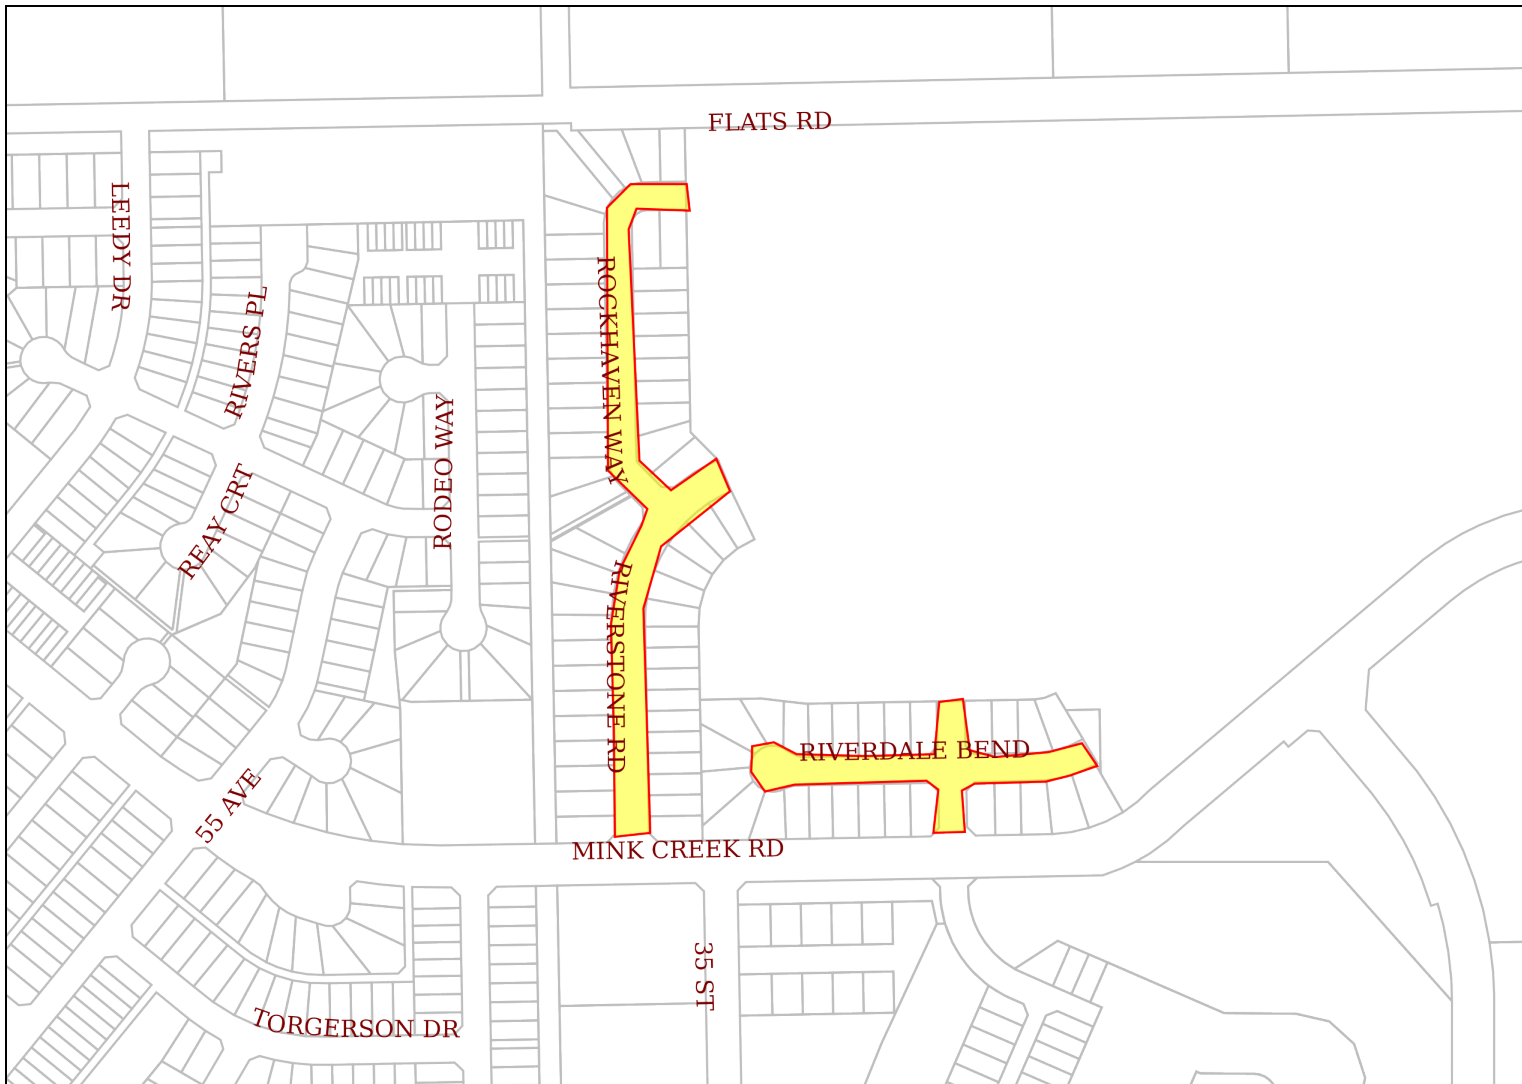 FLATS RD
LEEDY DR
RIVERS PL
ROCKHAVEN WAY
RODEO WAY
REAY CRT
RIVERSTONE RD
RIVERDALE BEND
55 AVE
MINK CREEK RD
35 ST
TORGERSON DR